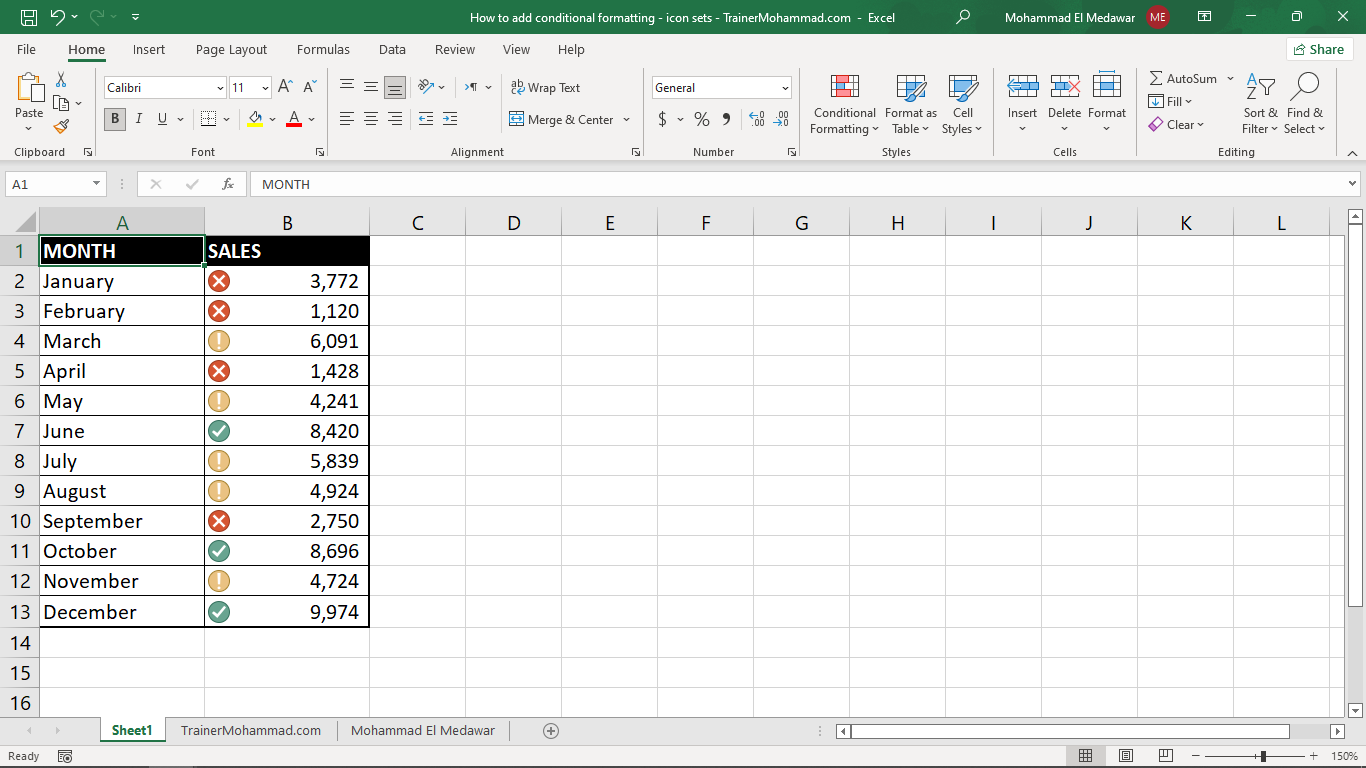 How to add conditional formatting - icon sets - TrainerMohammad.com - Excel
Mohammad El Medawar ME
File Home Insert Page Layout Formulas Data Review View Help Share
Paste
Clipboard
Calibri 11
B I U
Font
ab Wrap Text
Merge & Center
Alignment
General
$ % 9
Number
Conditional Formatting
Format as Table
Cell Styles
Styles
Insert Delete Format
Cells
AutoSum
Fill
Clear
Sort & Filter
Find & Select
Editing
A1 fx MONTH
A B C D E F G H I J K L
1 MONTH SALES
2 January 3,772
3 February 1,120
4 March 6,091
5 April 1,428
6 May 4,241
7 June 8,420
8 July 5,839
9 August 4,924
10 September 2,750
11 October 8,696
12 November 4,724
13 December 9,974
14
15
16
Sheet1 TrainerMohammad.com Mohammad El Medawar
Ready 150%